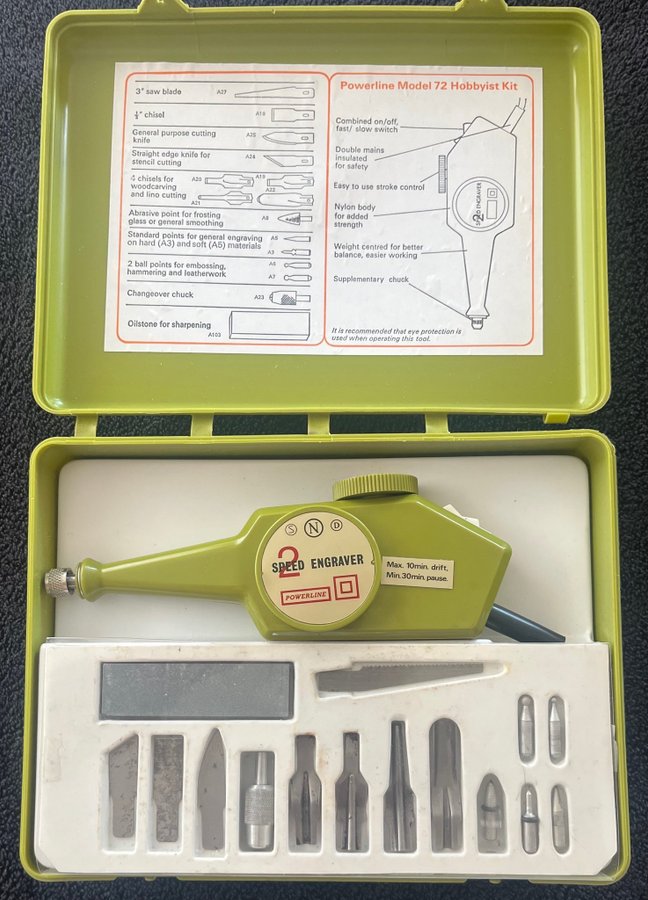 3" saw blade A27
⅜" chisel A19
General purpose cutting
knife A25
Straight edge knife for
stencil cutting A24
4 chisels for
woodcarving
and lino cutting
A20 A22
A21
Abrasive point for frosting
glass or general smoothing A8
Standard points for general engraving
on hard (A3) and soft (A5) materials
A5
A3
2 ball points for embossing,
hammering and leatherwork
A6
A7
Changeover chuck A23
Oilstone for sharpening A103
Powerline Model 72 Hobbyist Kit
Combined on/off,
fast/ slow switch
Double mains
insulated
for safety
Easy to use stroke control
Nylon body
for added
strength
Weight centred for better
balance, easier working
Supplementary chuck
It is recommended that eye protection is
used when operating this tool.
2
SPEED ENGRAVER
S N D
2
SPEED ENGRAVER
POWERLINE
Max. 10min. drift,
Min.30min. pause.